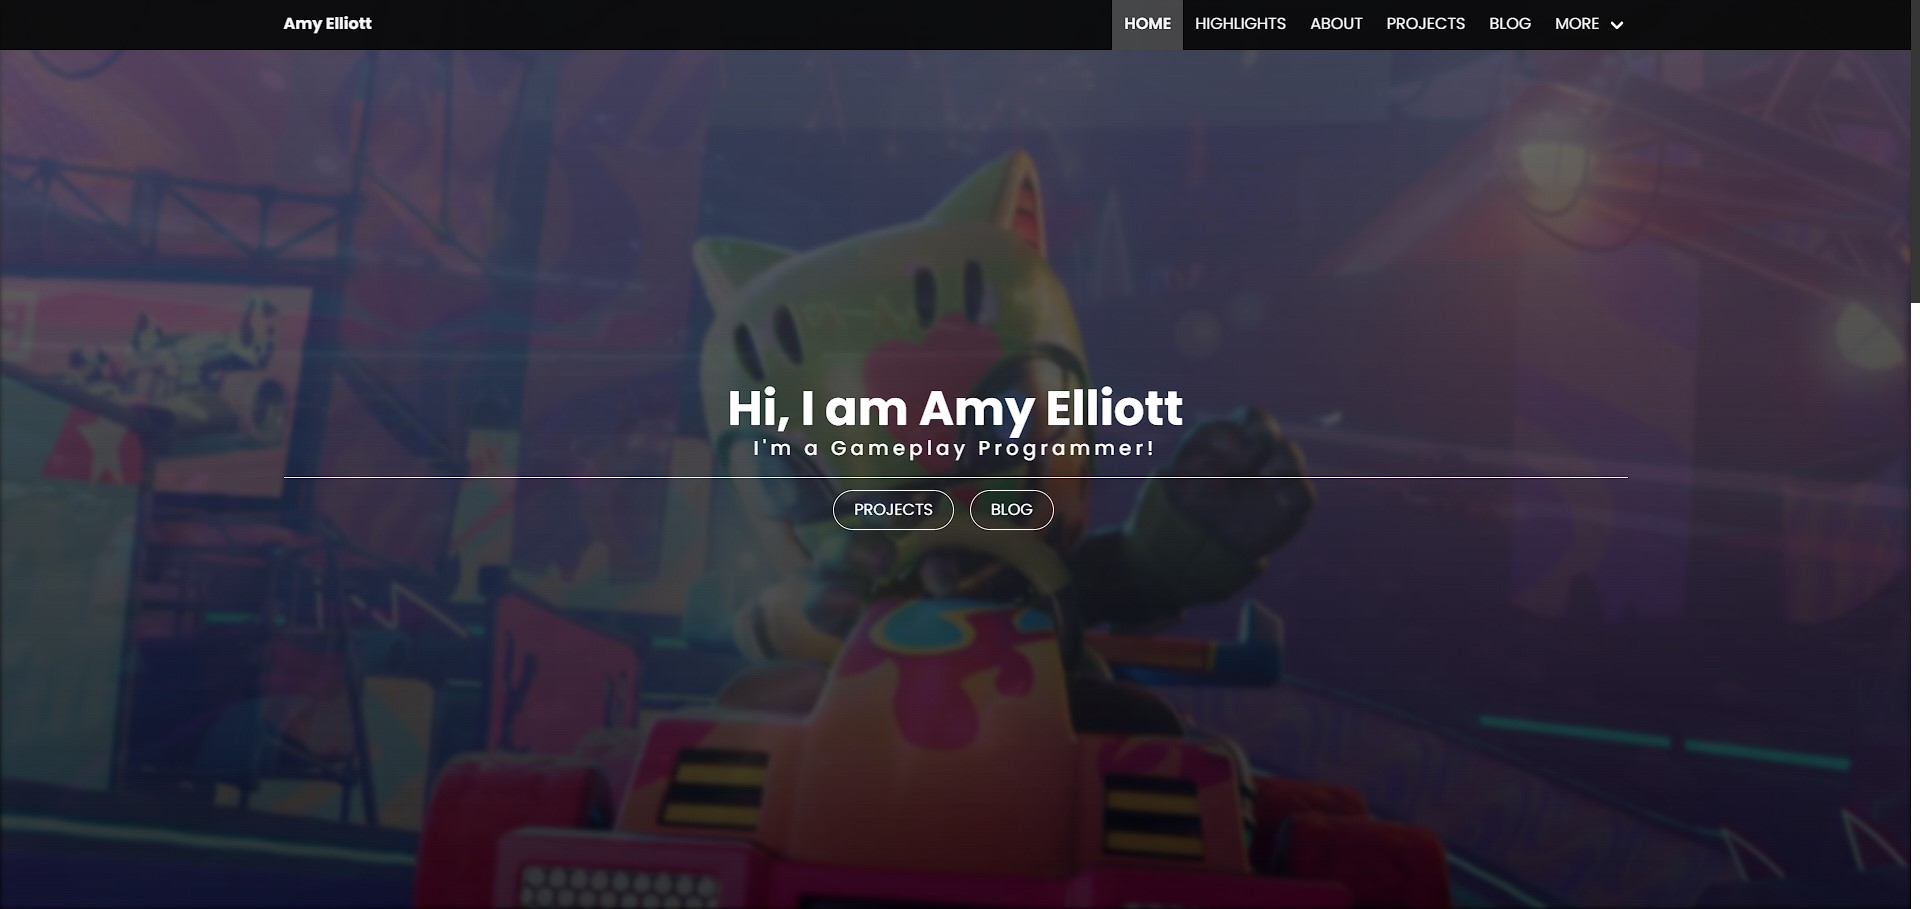 Amy Elliott
HOME HIGHLIGHTS ABOUT PROJECTS BLOG MORE
Hi, I am Amy Elliott
I'm a Gameplay Programmer!
PROJECTS BLOG